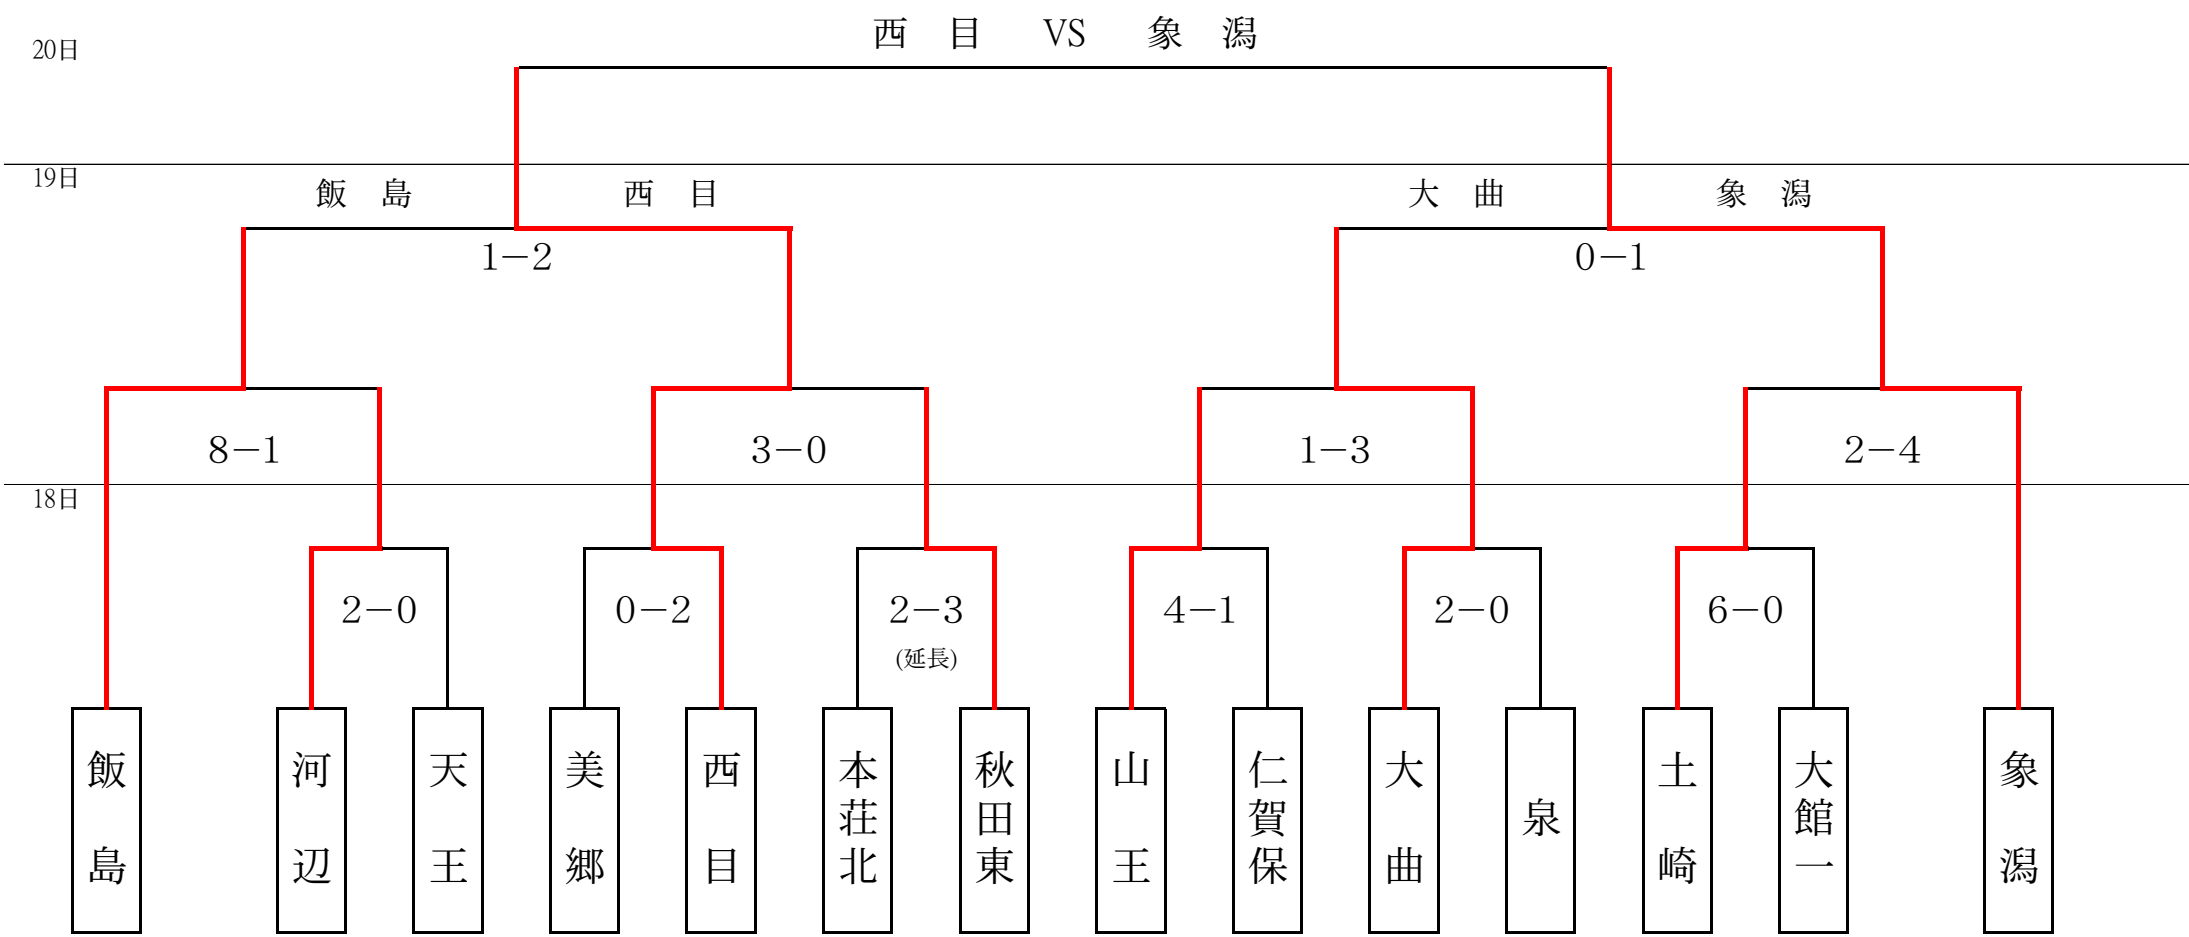 西 目 VS 象 潟
20日
19日
飯 島 西 目 大 曲 象 潟
1－2 0－1
8－1 3－0 1－3 2－4
18日
2－0 0－2 2－3 4－1 2－0 6－0
(延長)
飯島
河辺
天王
美郷
西目
本荘北
秋田東
山王
仁賀保
大曲
泉
土崎
大館一
象潟